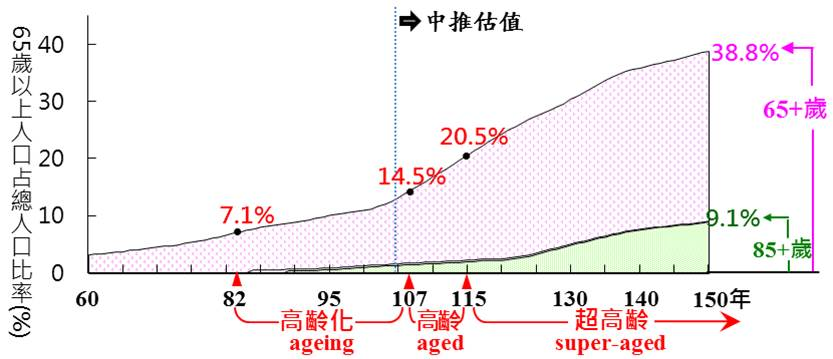 65歲以上人口占總人口比率(%)
40
30
20
10
0
➔中推估值
38.8%
65+歲
20.5%
14.5%
7.1%
9.1%
85+歲
60 82 95 107 115 130 140 150年
高齡化 高齡 超高齡
ageing aged super-aged